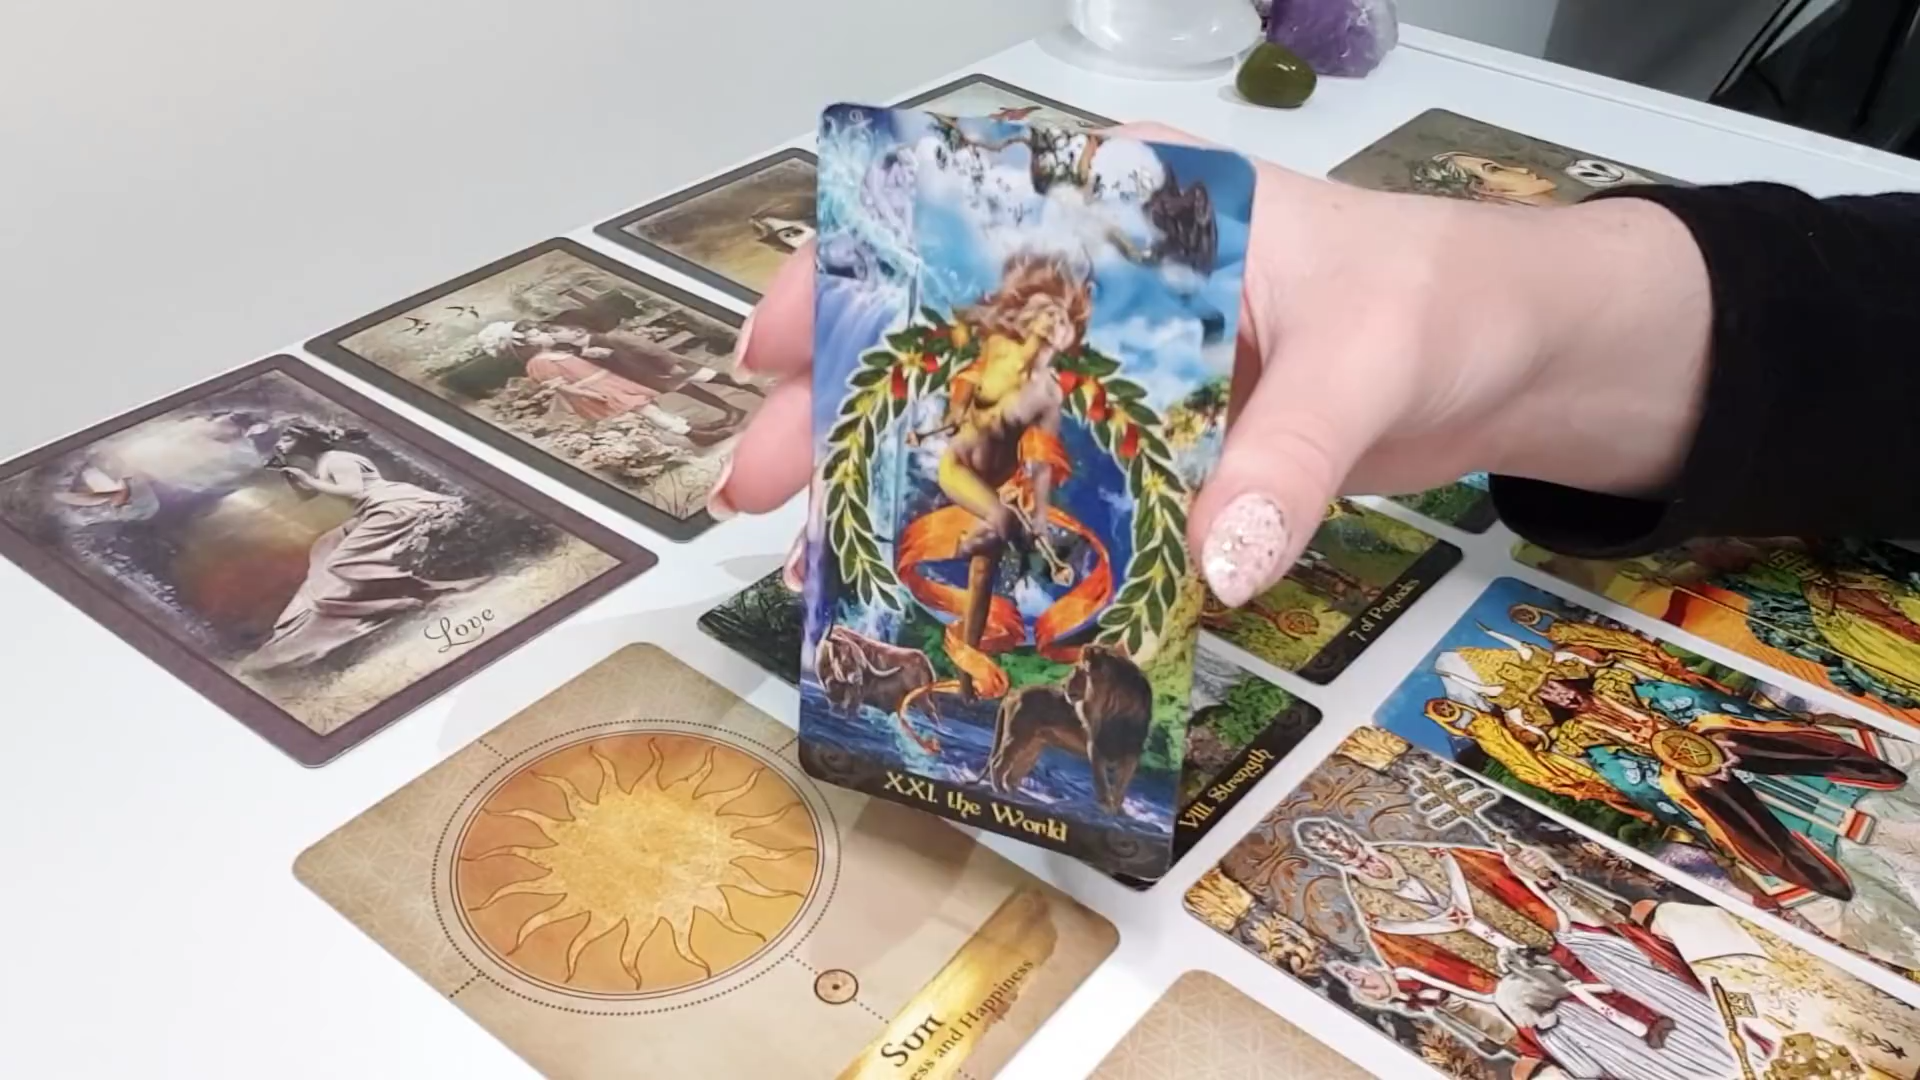 Love
7 of Pentacles
VIII. Strength
XXI. the World
Sun
ess and Happiness